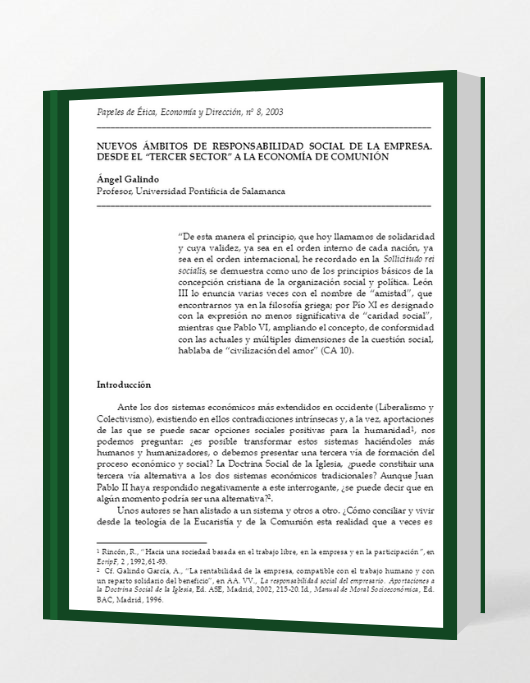 Papeles de Ética, Economía y Dirección, nº 8, 2003
NUEVOS ÁMBITOS DE RESPONSABILIDAD SOCIAL DE LA EMPRESA.
DESDE EL “TERCER SECTOR” A LA ECONOMÍA DE COMUNIÓN
Ángel Galindo
Profesor, Universidad Pontificia de Salamanca
“De esta manera el principio, que hoy llamamos de solidaridad
y cuya validez, ya sea en el orden interno de cada nación, ya
sea en el orden internacional, he recordado en la Sollicitudo rei
socialis, se demuestra como uno de los principios básicos de la
concepción cristiana de la organización social y política. León
III lo enuncia varias veces con el nombre de “amistad”, que
encontramos ya en la filosofía griega; por Pío XI es designado
con la expresión no menos significativa de “caridad social”,
mientras que Pablo VI, ampliando el concepto, de conformidad
con las actuales y múltiples dimensiones de la cuestión social,
hablaba de “civilización del amor” (CA 10).
Introducción
Ante los dos sistemas económicos más extendidos en occidente (Liberalismo y
Colectivismo), existiendo en ellos contradicciones intrínsecas y, a la vez, aportaciones
de las que se puede sacar opciones sociales positivas para la humanidad¹, nos
podemos preguntar: ¿es posible transformar estos sistemas haciéndoles más
humanos y humanizadores, o debemos presentar una tercera vía de formación del
proceso económico y social? La Doctrina Social de la Iglesia, ¿puede constituir una
tercera vía alternativa a los dos sistemas económicos tradicionales? Aunque Juan
Pablo II haya respondido negativamente a este interrogante, ¿se puede decir que en
algún momento podría ser una alternativa?².
Unos autores se han alistado a un sistema y otros a otro. ¿Cómo conciliar y vivir
desde la teología de la Eucaristía y de la Comunión esta realidad que a veces es
¹ Rincón, R., “Hacia una sociedad basada en el trabajo libre, en la empresa y en la participación”, en
EcripF, 2 , 1992, 61-93.
² Cf. Galindo García, A., “La rentabilidad de la empresa, compatible con el trabajo humano y con
un reparto solidario del beneficio”, en AA. VV., La responsabilidad social del empresario. Aportaciones a
la Doctrina Social de la Iglesia, Ed. ASE, Madrid, 2002, 215-20. Id., Manual de Moral Socioeconómica, Ed.
BAC, Madrid, 1996.